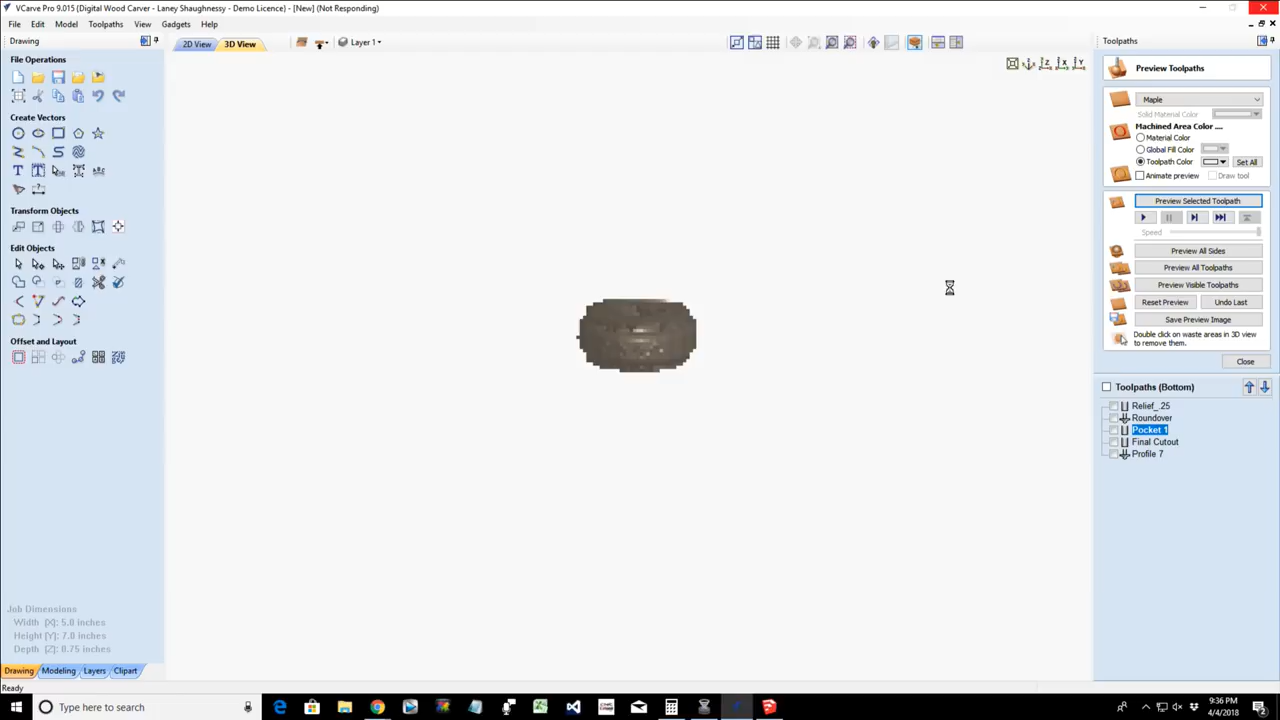 VCarve Pro 9.015 (Digital Wood Carver - Laney Shaughnessy - Demo Licence) - [New] (Not Responding)
File Edit Model Toolpaths View Gadgets Help
Drawing
2D View 3D View Layer 1
Toolpaths
File Operations
Create Vectors
Transform Objects
Edit Objects
Offset and Layout
Job Dimensions
Width (X): 5.0 inches
Height (Y): 7.0 inches
Depth (Z): 0.75 inches
Drawing Modeling Layers Clipart
Ready
Z X Y
Preview Toolpaths
Maple
Solid Material Color
Machined Area Color ....
Material Color
Global Fill Color
Toolpath Color Set All
Animate preview Draw tool
Preview Selected Toolpath
Speed
Preview All Sides
Preview All Toolpaths
Preview Visible Toolpaths
Reset Preview Undo Last
Save Preview Image
Double click on waste areas in 3D view
to remove them.
Close
Toolpaths (Bottom)
Relief_.25
Roundover
Pocket 1
Final Cutout
Profile 7
Type here to search
9:36 PM
4/4/2018
2